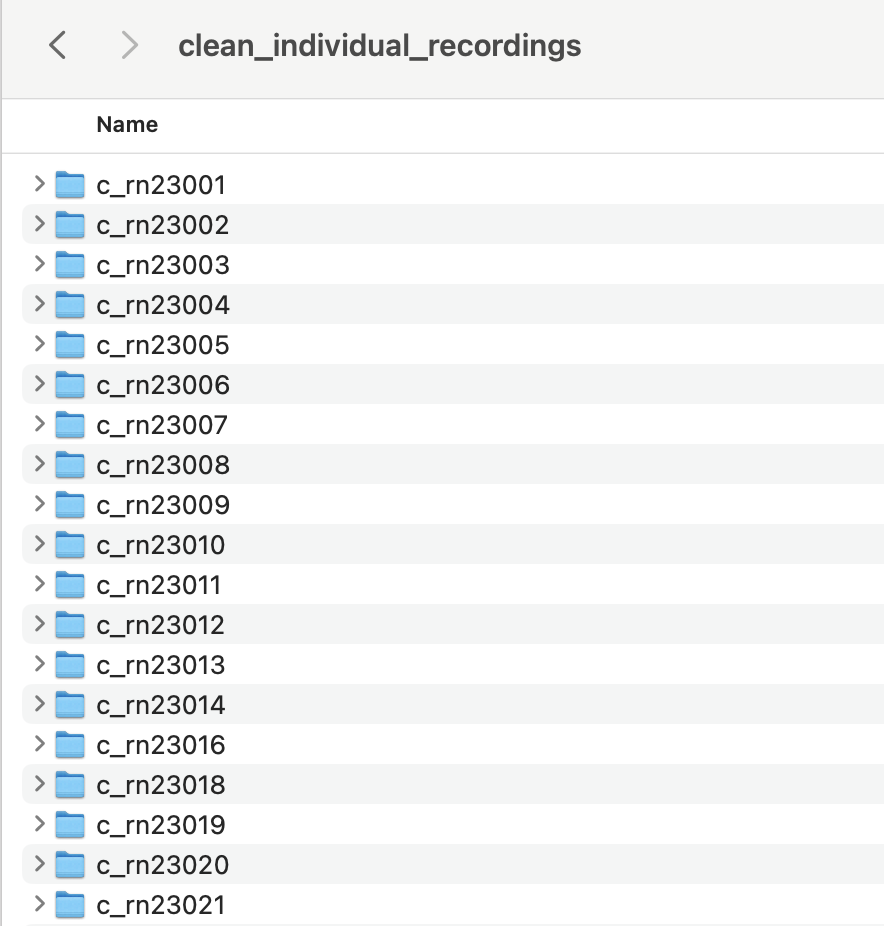 clean_individual_recordings
Name
c_rn23001
c_rn23002
c_rn23003
c_rn23004
c_rn23005
c_rn23006
c_rn23007
c_rn23008
c_rn23009
c_rn23010
c_rn23011
c_rn23012
c_rn23013
c_rn23014
c_rn23016
c_rn23018
c_rn23019
c_rn23020
c_rn23021